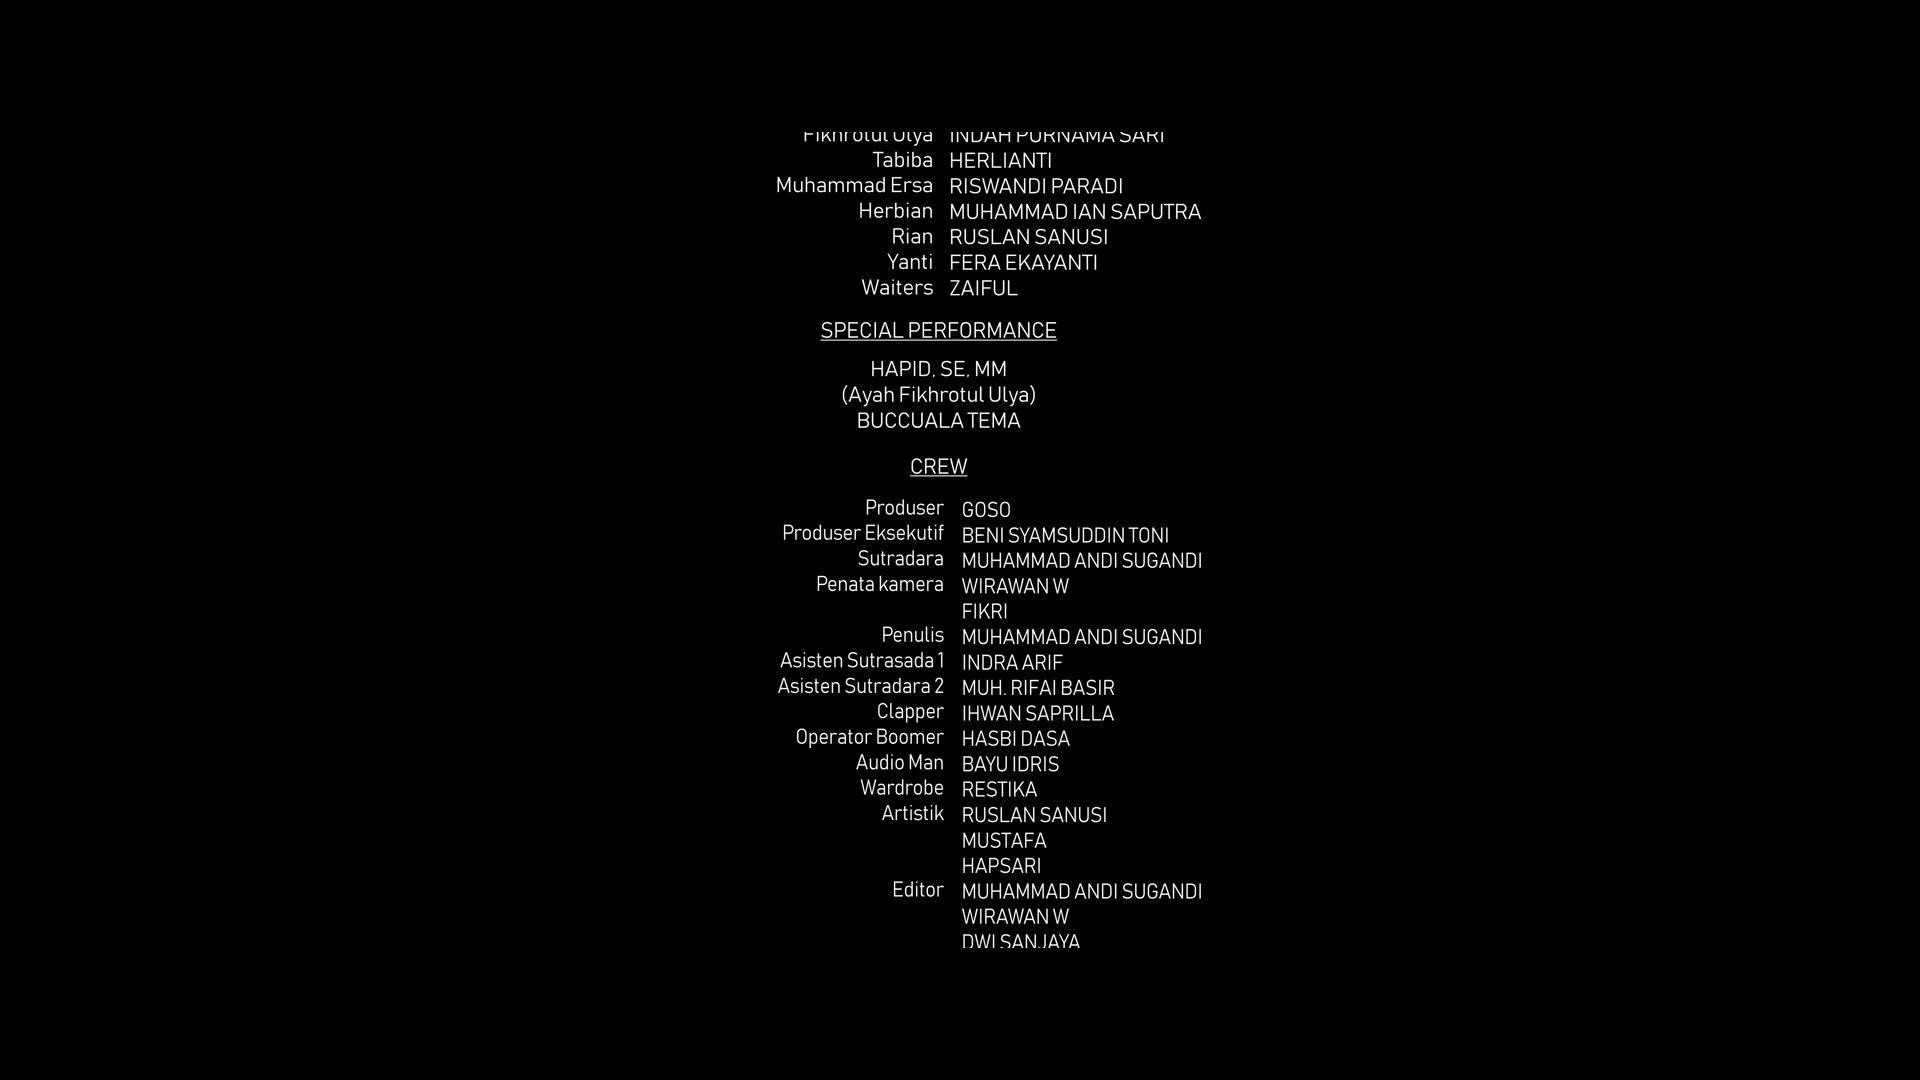 Fikhrotul Ulya INDAH PURNAMA SARI
Tabiba HERLIANTI
Muhammad Ersa RISWANDI PARADI
Herbian MUHAMMAD IAN SAPUTRA
Rian RUSLAN SANUSI
Yanti FERA EKAYANTI
Waiters ZAIFUL
SPECIAL PERFORMANCE
HAPID, SE, MM
(Ayah Fikhrotul Ulya)
BUCCUALA TEMA
CREW
Produser GOSO
Produser Eksekutif BENI SYAMSUDDIN TONI
Sutradara MUHAMMAD ANDI SUGANDI
Penata kamera WIRAWAN W
FIKRI
Penulis MUHAMMAD ANDI SUGANDI
Asisten Sutrasada 1 INDRA ARIF
Asisten Sutradara 2 MUH. RIFAI BASIR
Clapper IHWAN SAPRILLA
Operator Boomer HASBI DASA
Audio Man BAYU IDRIS
Wardrobe RESTIKA
Artistik RUSLAN SANUSI
MUSTAFA
HAPSARI
Editor MUHAMMAD ANDI SUGANDI
WIRAWAN W
DWI SANJAYA